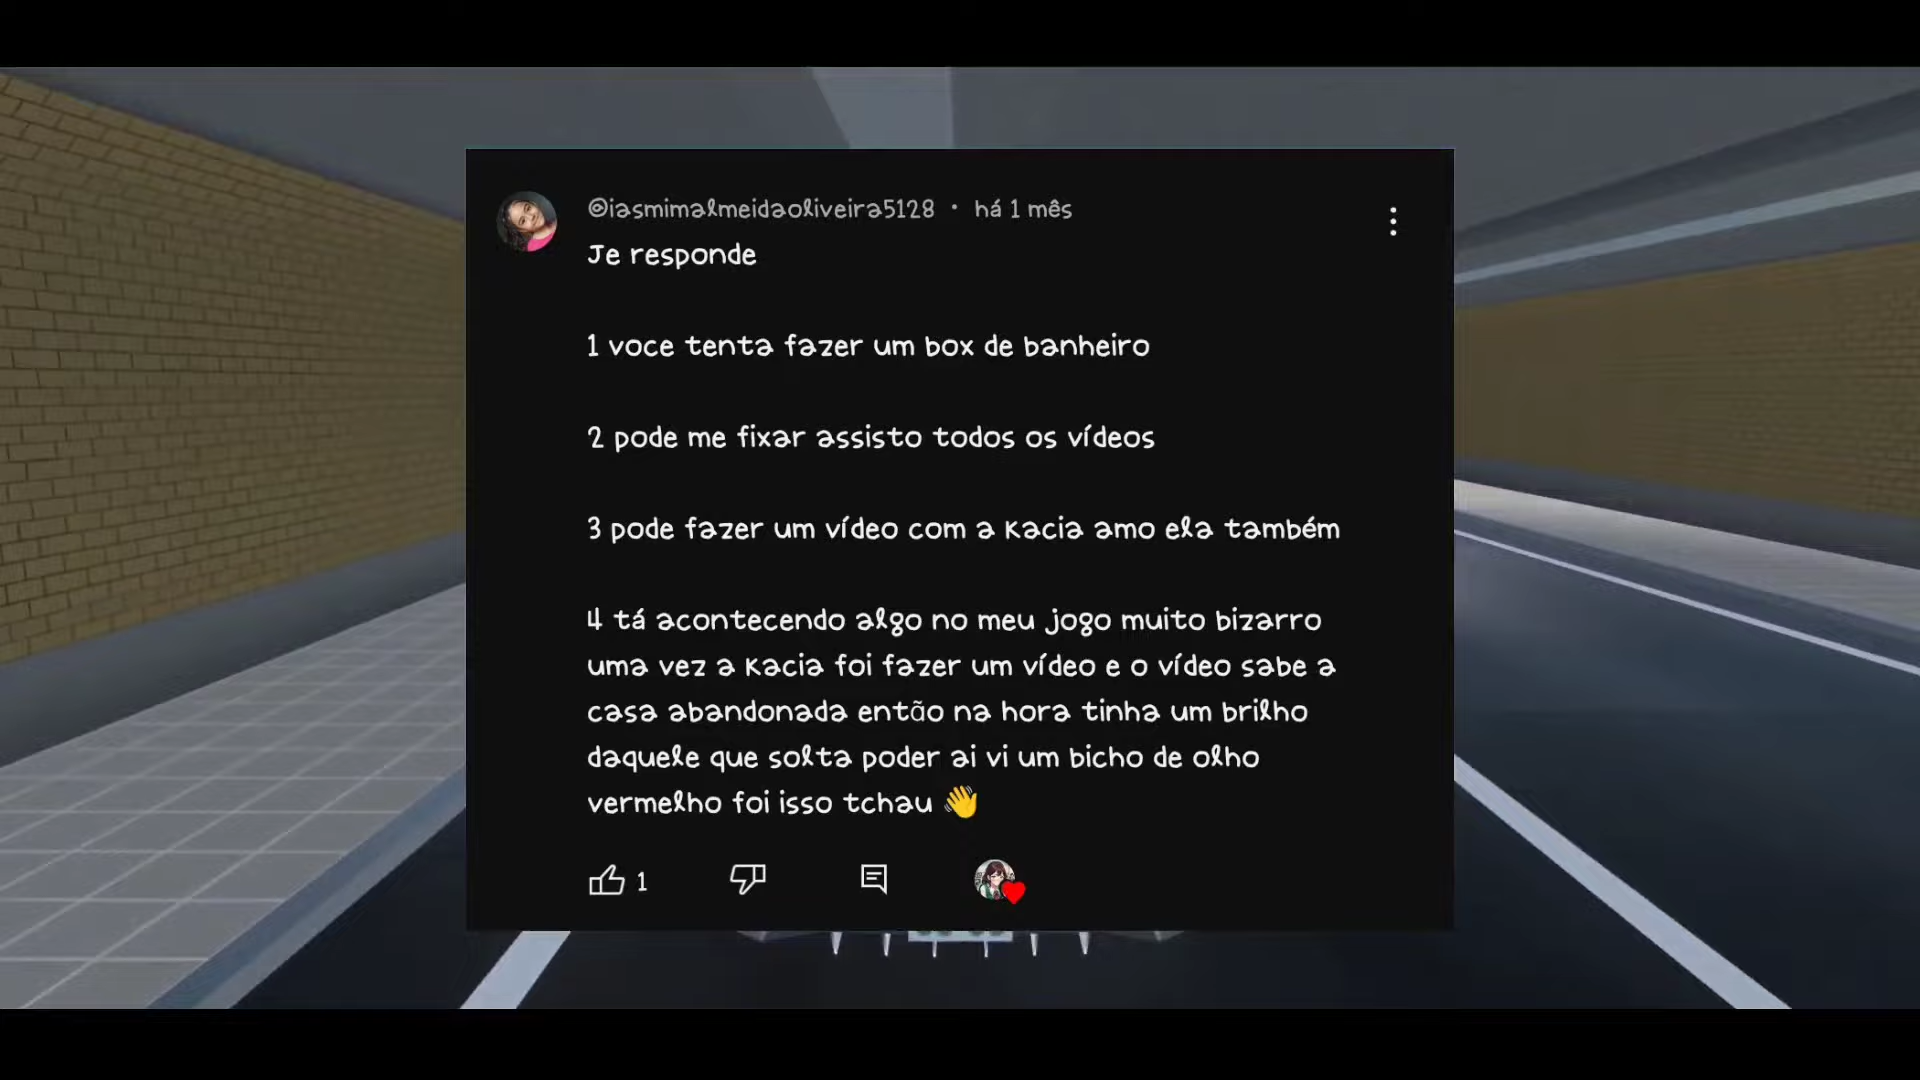 @iasmimalmeidaoliveira5128 · há 1 mês
Je responde
1 voce tenta fazer um box de banheiro
2 pode me fixar assisto todos os vídeos
3 pode fazer um vídeo com a Kacia amo ela também
4 tá acontecendo algo no meu jogo muito bizarro
uma vez a Kacia foi fazer um vídeo e o vídeo sabe a
casa abandonada então na hora tinha um brilho
daquele que solta poder ai vi um bicho de olho
vermelho foi isso tchau 👋
1